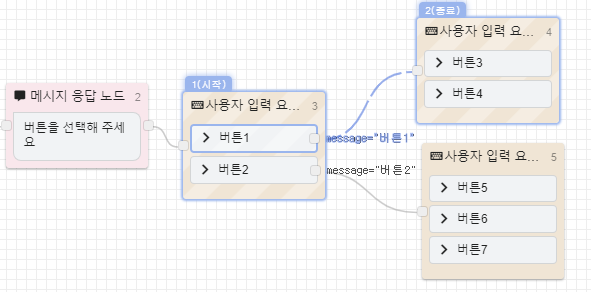 메시지 응답 노드 2
버튼을 선택해 주세
요
1(시작)
사용자 입력 요... 3
버튼1
버튼2
message="버튼1"
message="버튼2"
2(종료)
사용자 입력 요... 4
버튼3
버튼4
사용자 입력 요... 5
버튼5
버튼6
버튼7